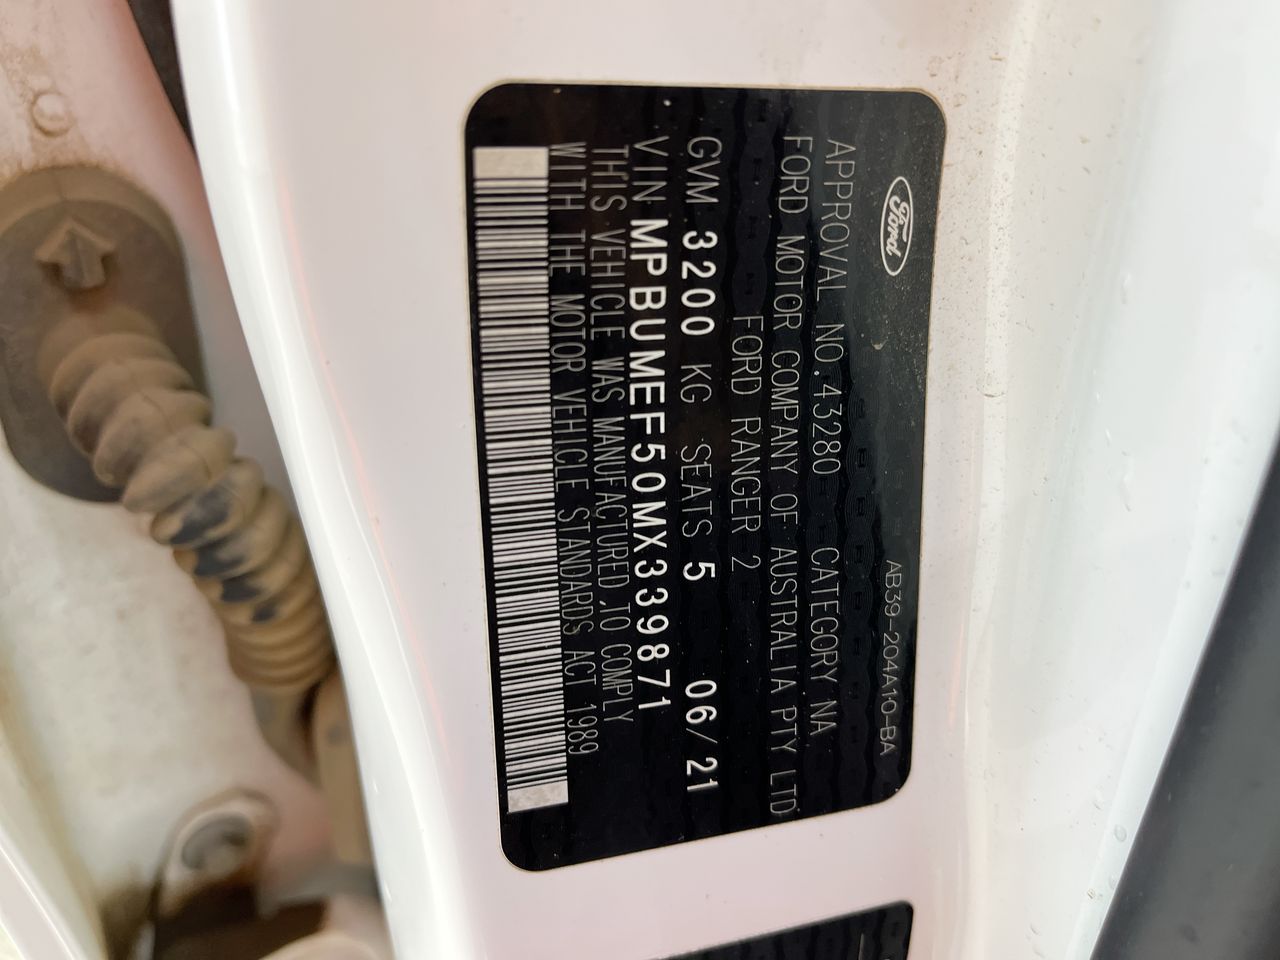 Ford
AB39-204A10-BA
APPROVAL NO.43280 CATEGORY NA
FORD MOTOR COMPANY OF AUSTRALIA PTY LTD
FORD RANGER 2
GVM 3200 KG SEATS 5 06/21
VIN MPBUMEF50MX339871
THIS VEHICLE WAS MANUFACTURED TO COMPLY
WITH THE MOTOR VEHICLE STANDARDS ACT 1989